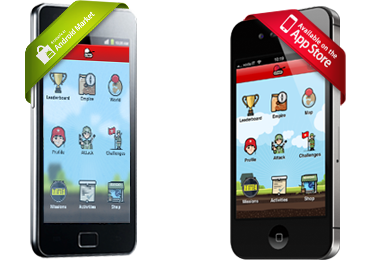 Available in
Android Market
Leaderboard
Empire
World
Profile
Attack
Challenges
Missions
Activities
Shop
Available on the
App Store
Leaderboard
Empire
Map
Profile
Attack
Challenges
Missions
Activities
Shop